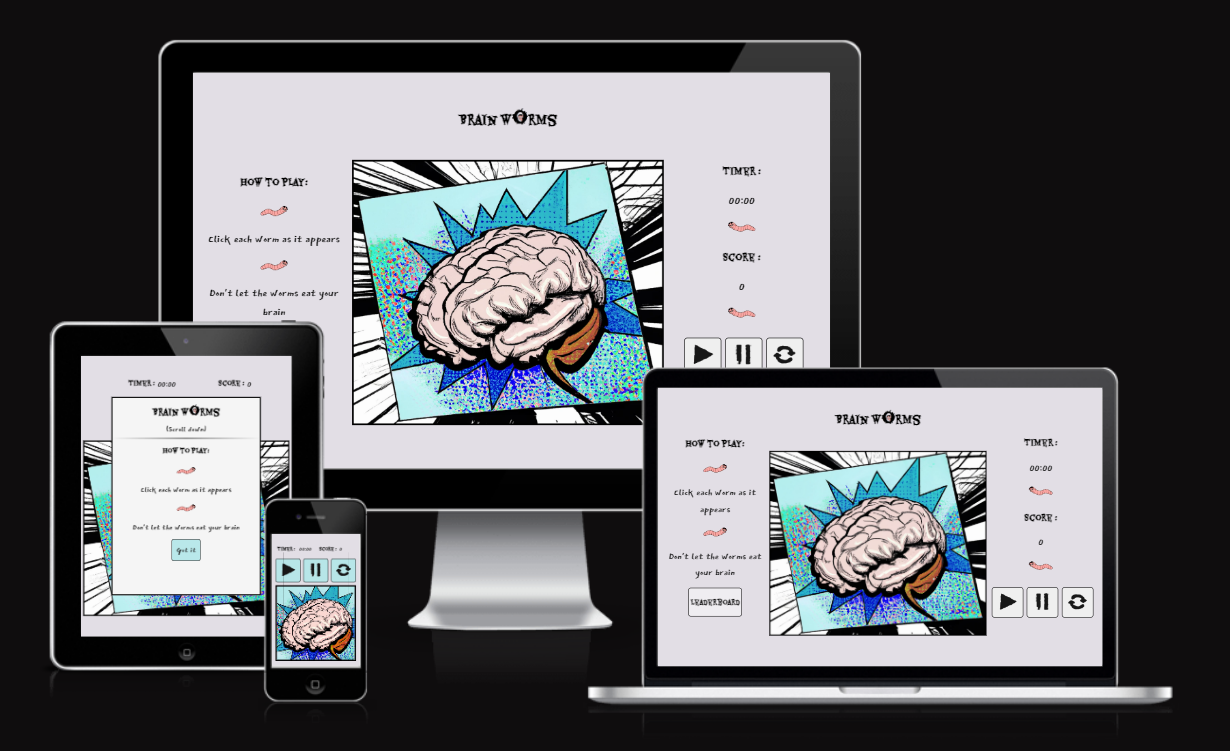 BRAIN WORMS
HOW TO PLAY:
Click each worm as it appears
Don't let the worms eat your
brain
TIMER:
00:00
SCORE:
0
TIMER: 00:00 SCORE: 0
BRAIN WORMS
(Scroll down)
HOW TO PLAY:
Click each worm as it appears
Don't let the worms eat your brain
Got it
TIMER: 00:00 SCORE: 0
BRAIN WORMS
HOW TO PLAY:
Click each worm as it
appears
Don't let the worms eat
your brain
LEADERBOARD
TIMER:
00:00
SCORE:
0